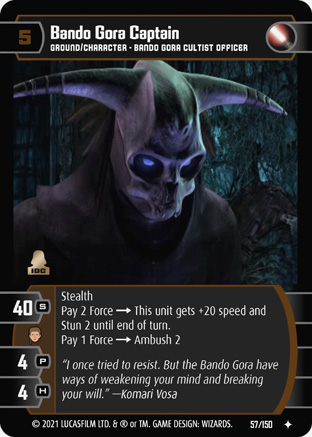 5
Bando Gora Captain
GROUND/CHARACTER - BANDO GORA CULTIST OFFICER
IDC
40 S
Stealth
Pay 2 Force → This unit gets +20 speed and
Stun 2 until end of turn.
Pay 1 Force → Ambush 2
4 P
4 H
“I once tried to resist. But the Bando Gora have
ways of weakening your mind and breaking
your will.” —Komari Vosa
© 2021 LUCASFILM LTD. & ® or TM. GAME DESIGN: WIZARDS. 57/150